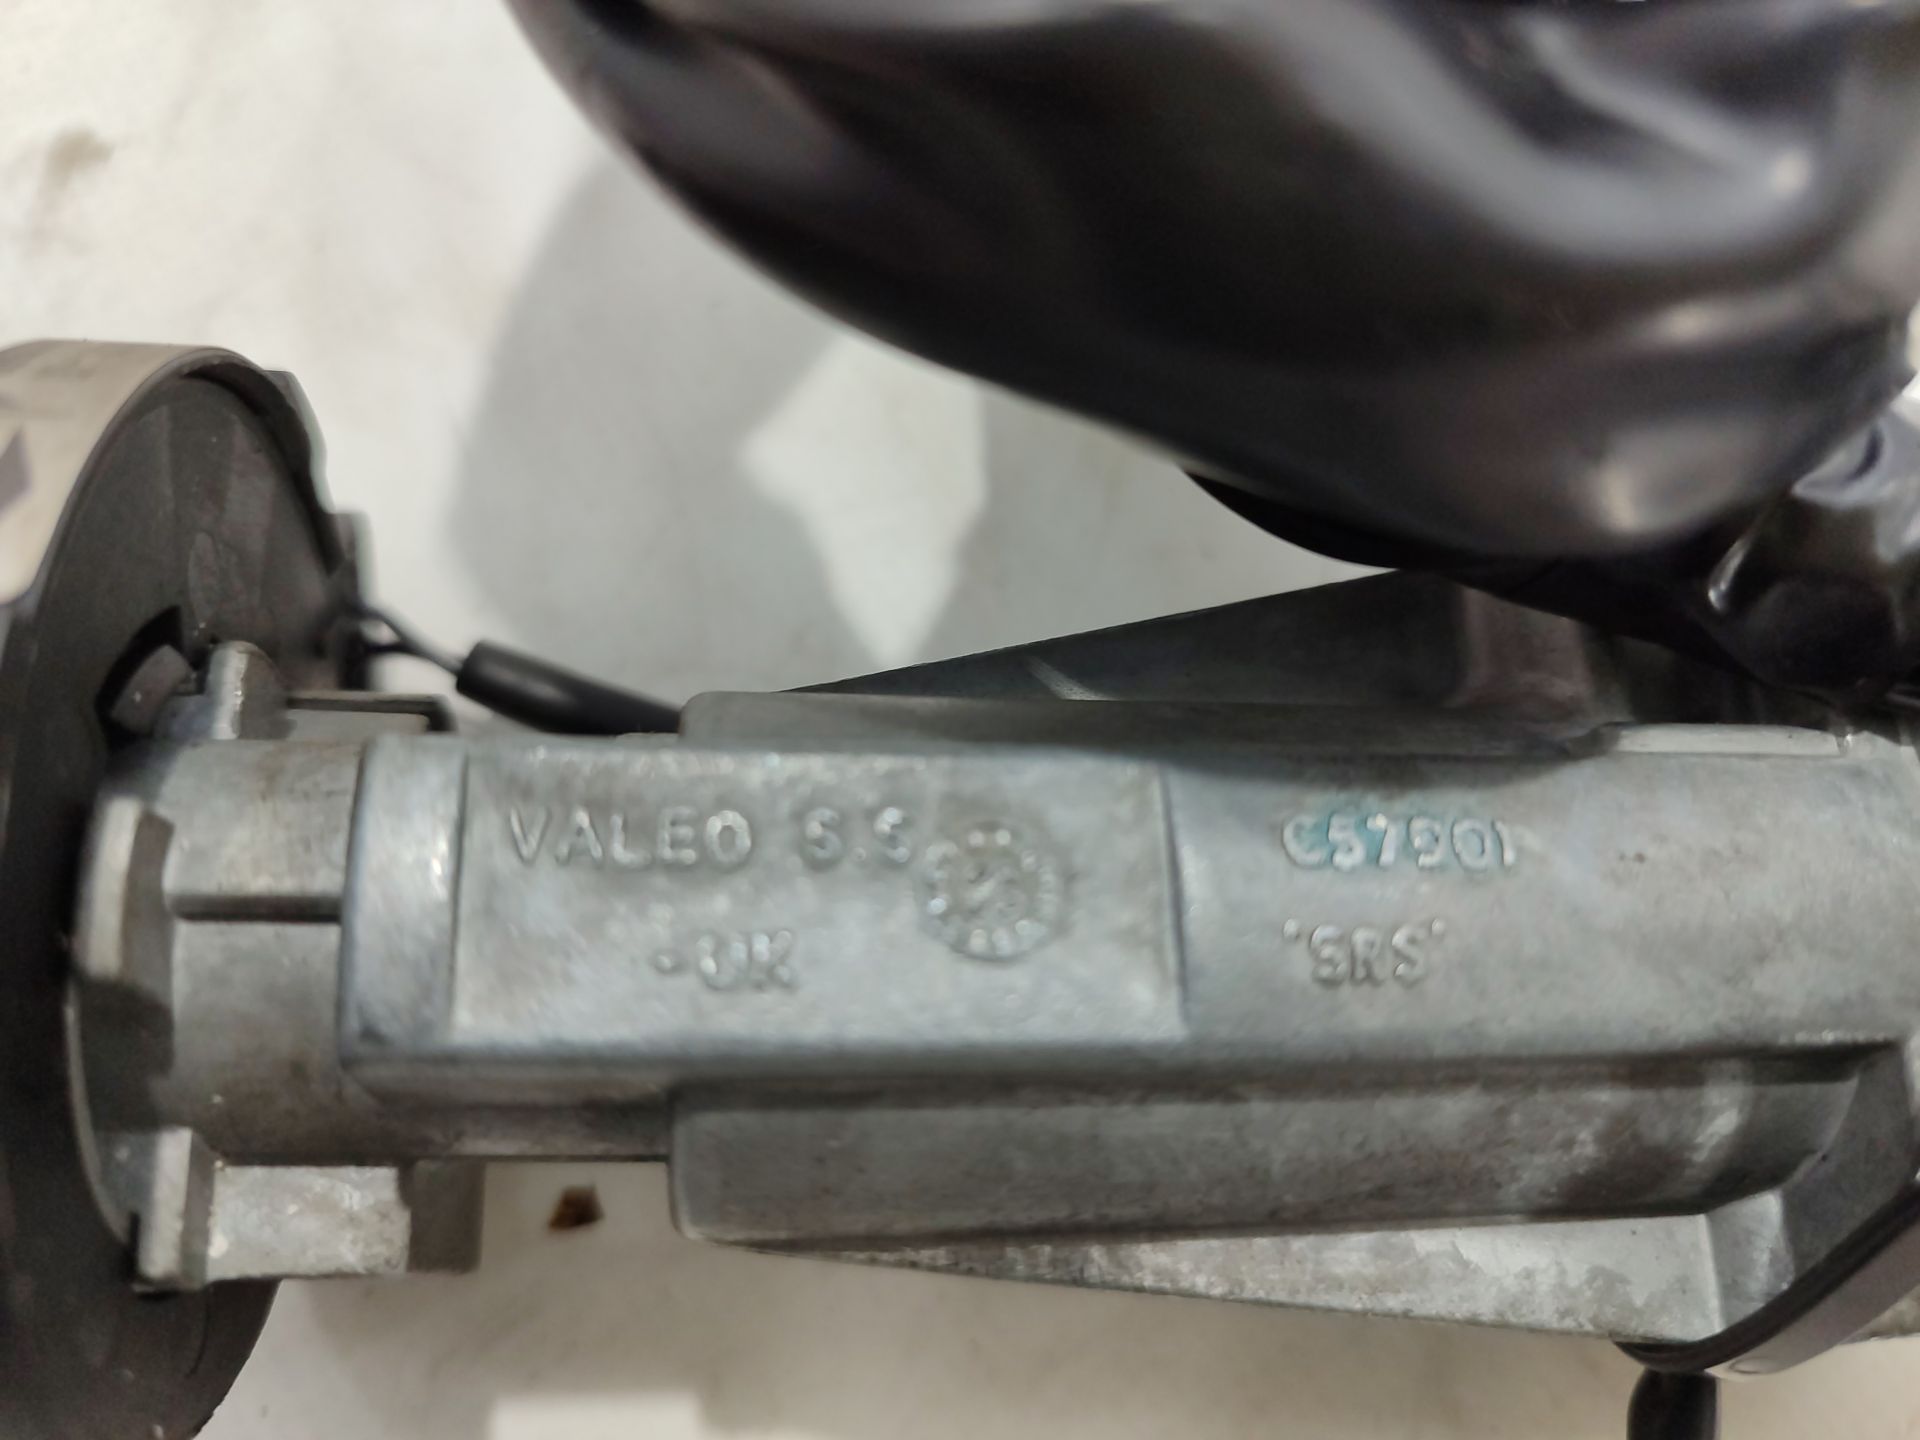 VALEO S.S
-UK
C57901
"SRS"